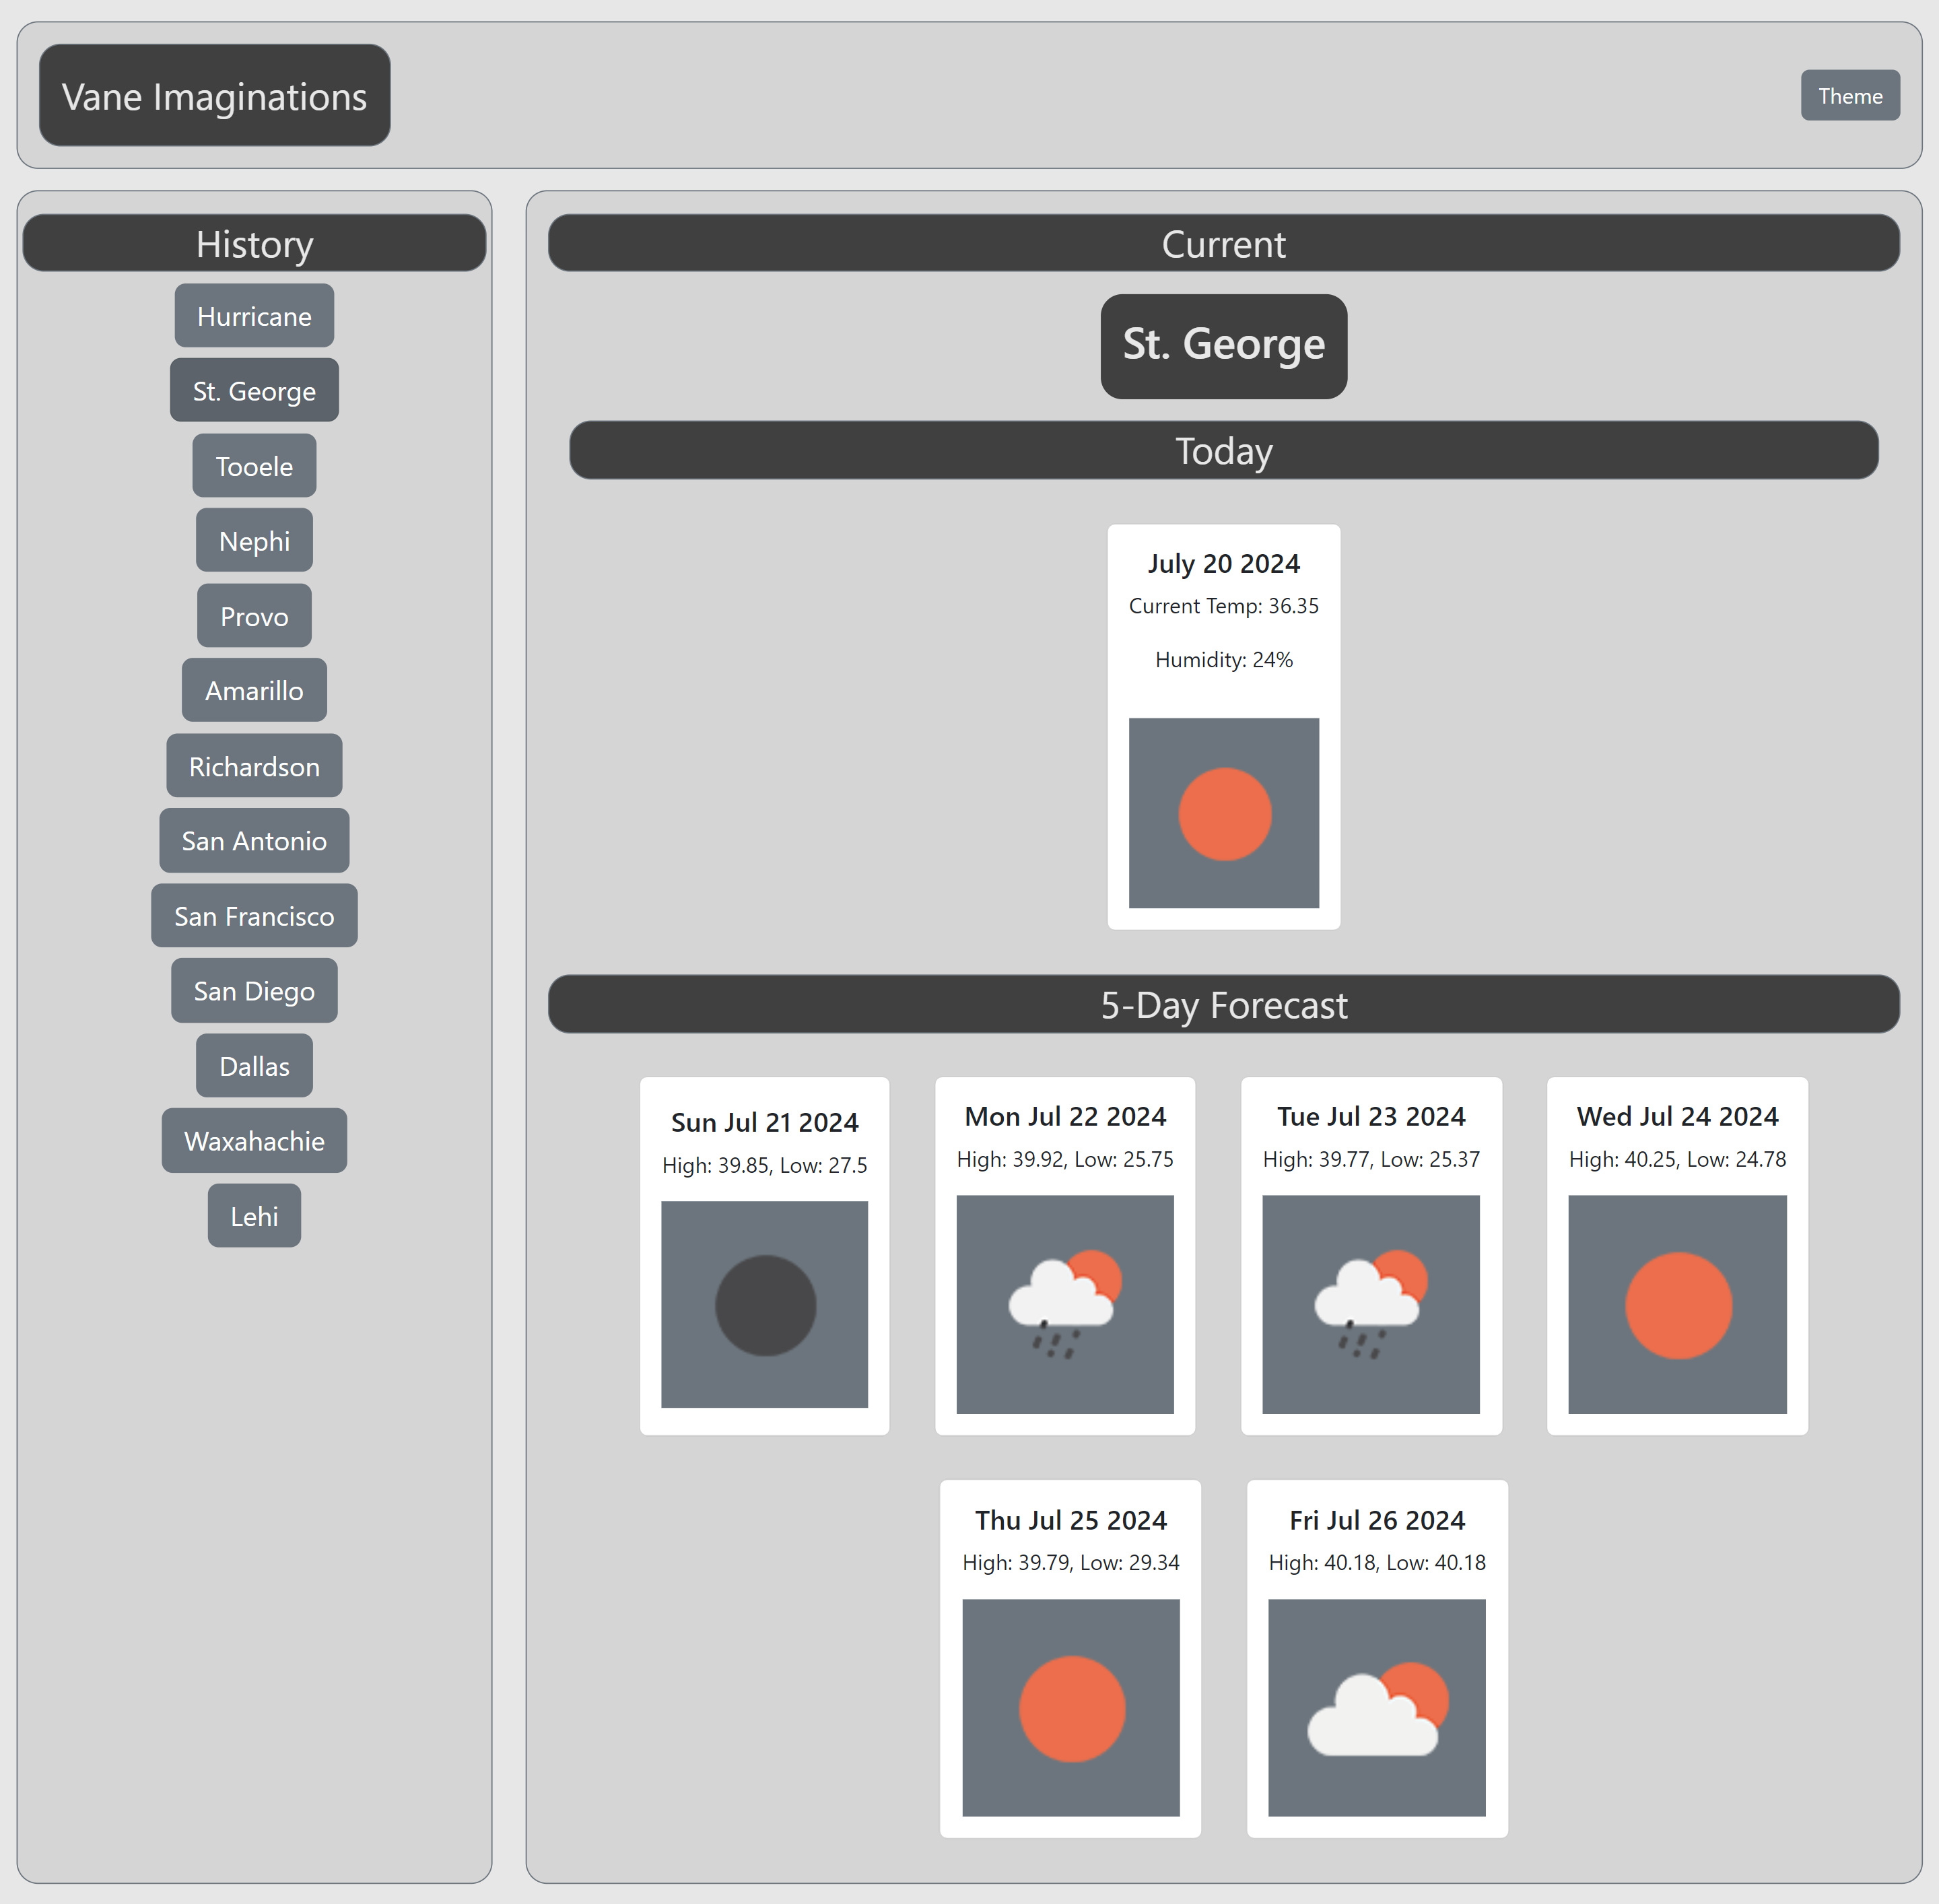 Vane Imaginations
Theme
History
Hurricane
St. George
Tooele
Nephi
Provo
Amarillo
Richardson
San Antonio
San Francisco
San Diego
Dallas
Waxahachie
Lehi
Current
St. George
Today
July 20 2024
Current Temp: 36.35
Humidity: 24%
5-Day Forecast
Sun Jul 21 2024
High: 39.85, Low: 27.5
Mon Jul 22 2024
High: 39.92, Low: 25.75
Tue Jul 23 2024
High: 39.77, Low: 25.37
Wed Jul 24 2024
High: 40.25, Low: 24.78
Thu Jul 25 2024
High: 39.79, Low: 29.34
Fri Jul 26 2024
High: 40.18, Low: 40.18